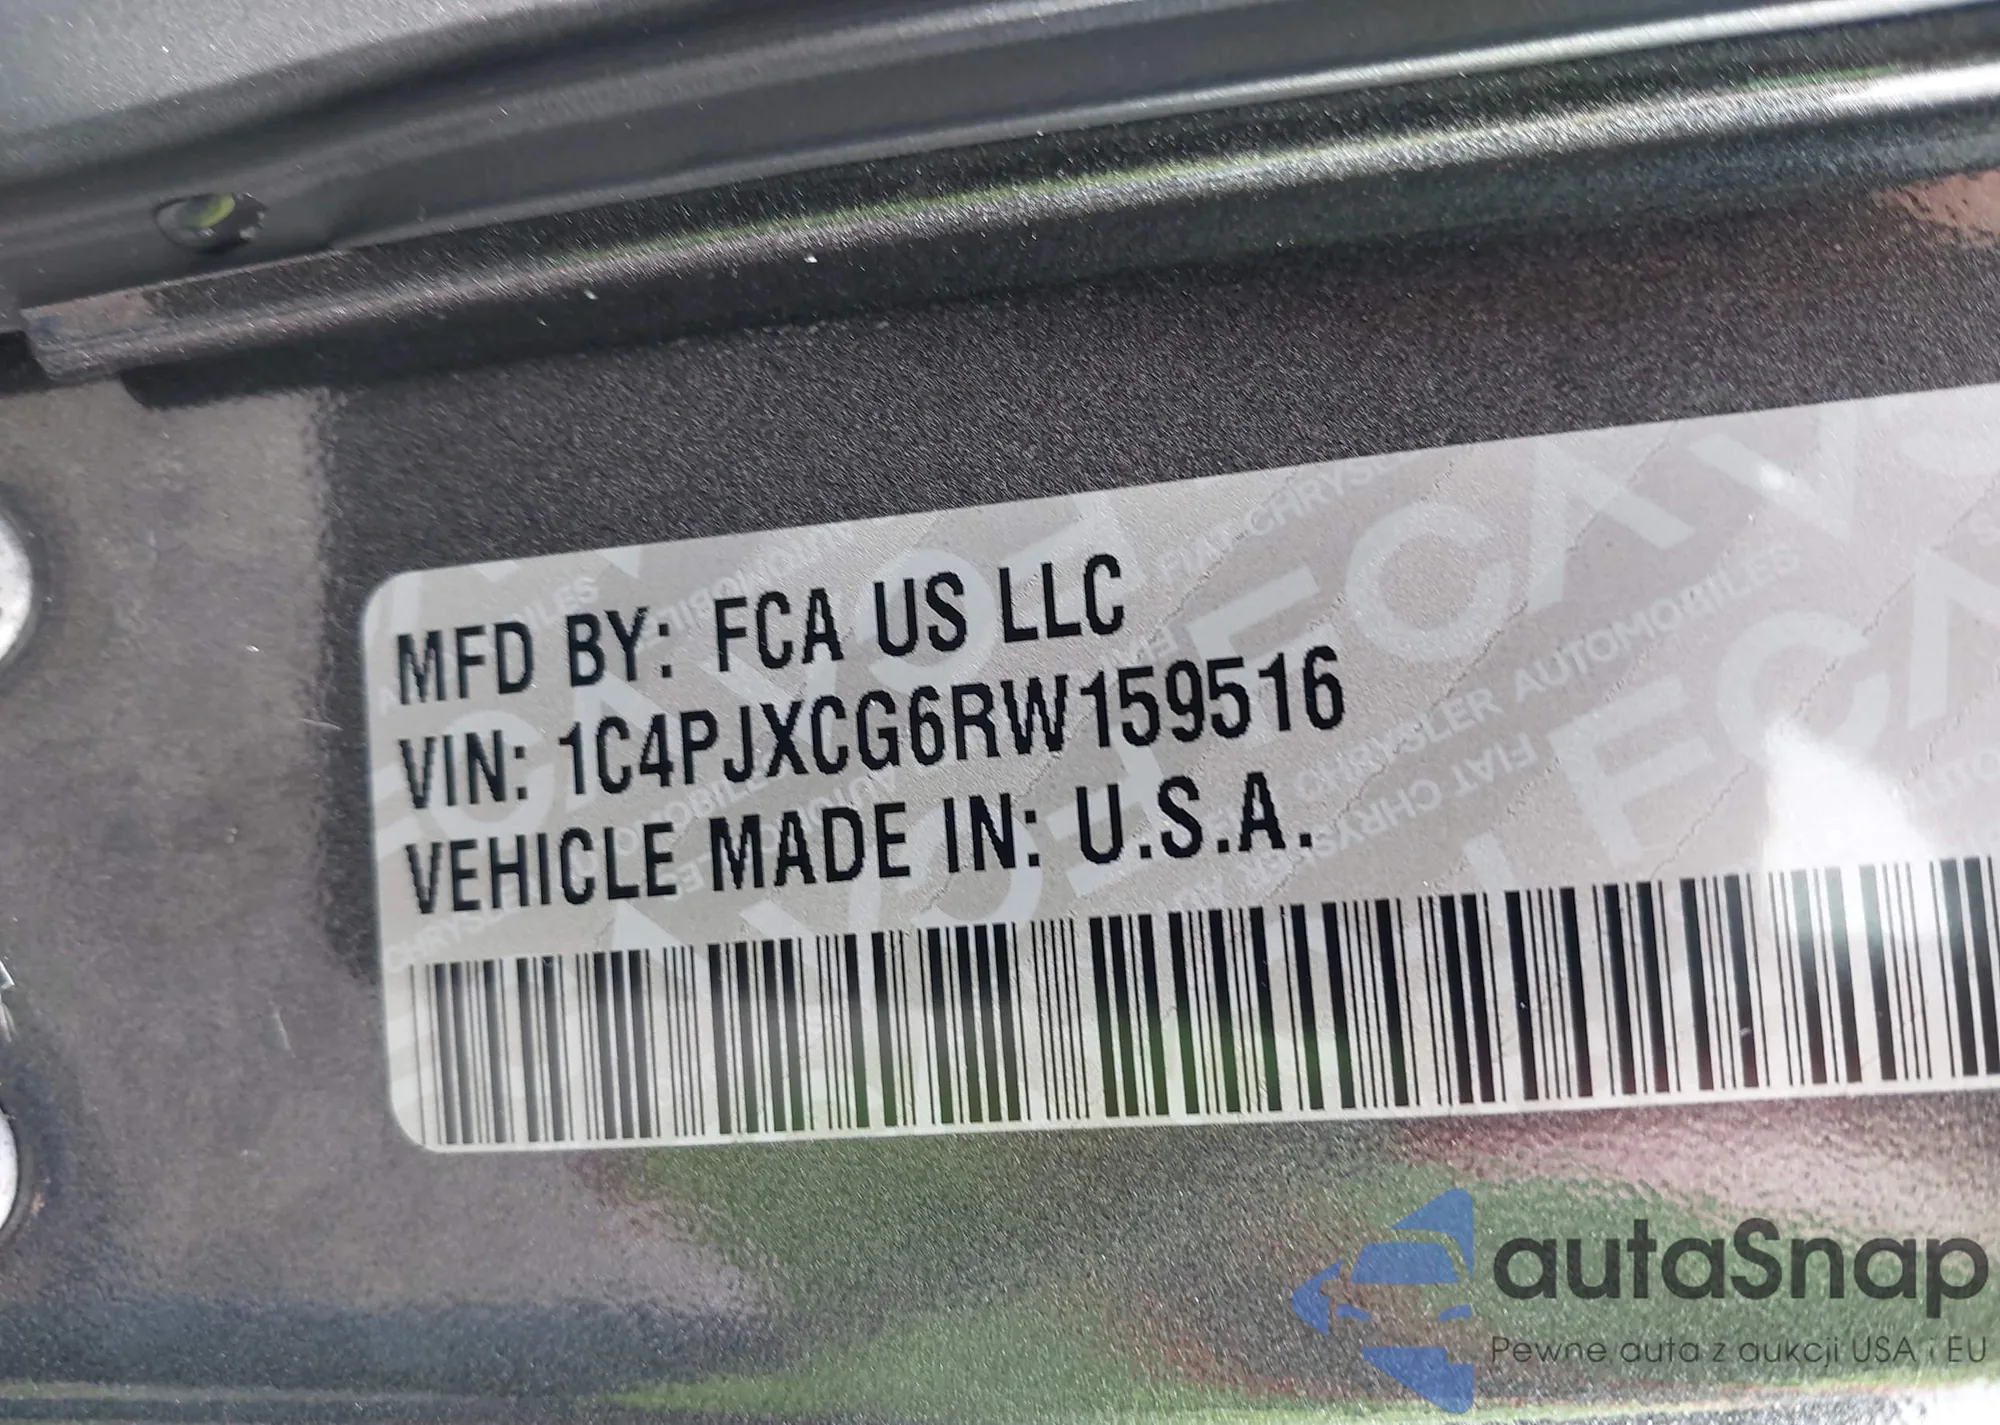 MFD BY: FCA US LLC
VIN: 1C4PJXCG6RW159516
VEHICLE MADE IN: U.S.A.
autaSnap
Pewne auta z aukcji USA i EU